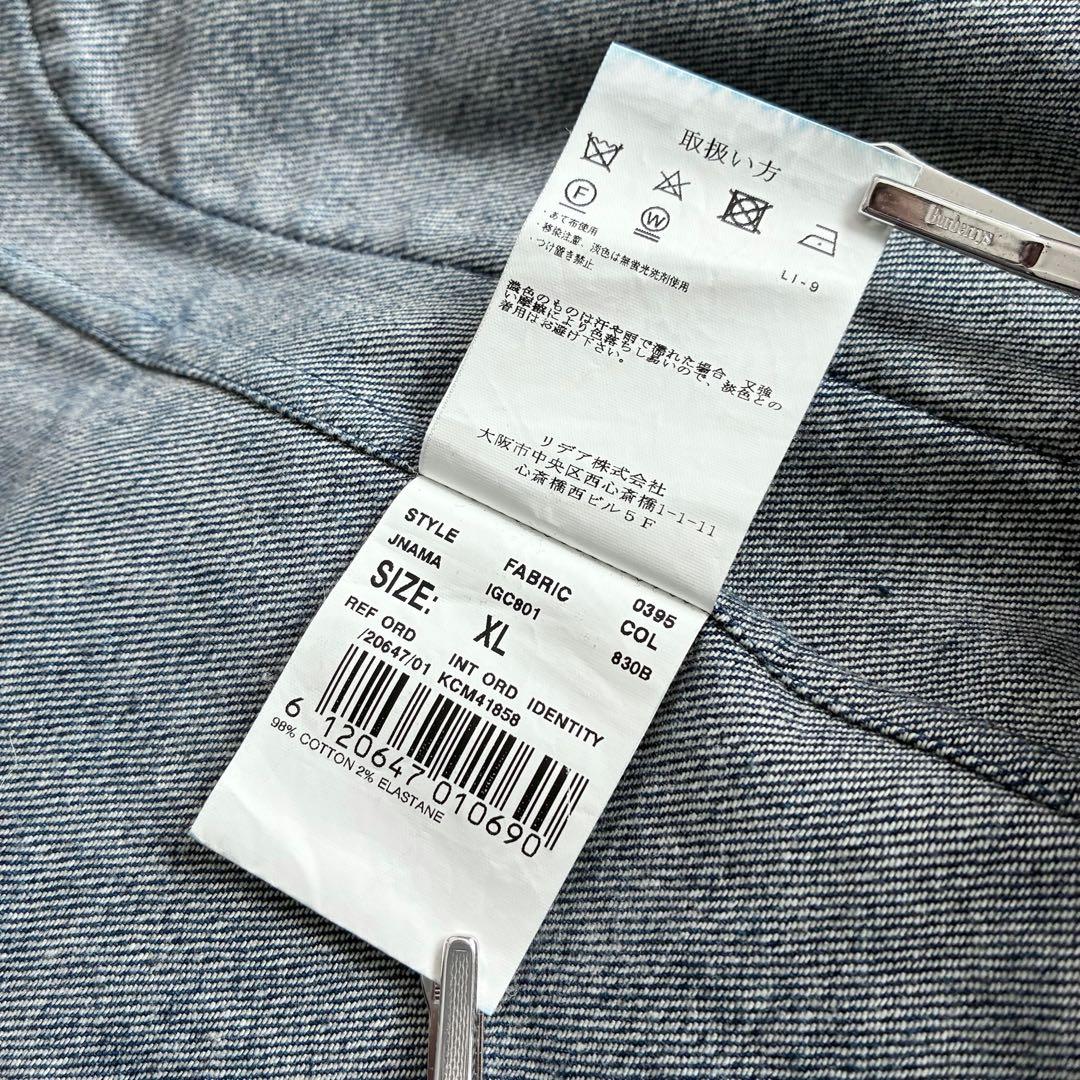 取扱い方
F
W
LI-9
・あて布使用
・移染注意、淡色は無蛍光洗剤使用
・つけ置き禁止
濃色のものは汗や雨で濡れた場合、又強
い摩擦により色落ちし易いので、淡色との
着用はお避け下さい。
リデア株式会社
大阪市中央区西心斎橋1-1-11
心斎橋西ビル5F
STYLE FABRIC 0395
JNAMA IGC801 COL
SIZE: XL 830B
REF ORD INT ORD IDENTITY
/20647/01 KCM41858
6 120647 010690
98% COTTON 2% ELASTANE
Burberrys